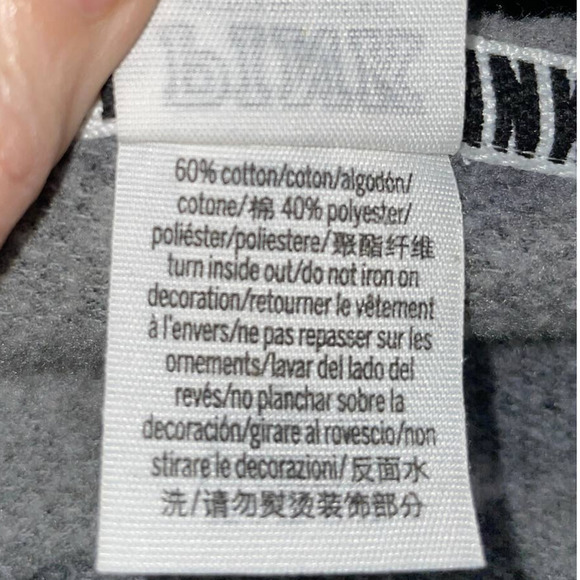 60% cotton/coton/algodón/
cotone/棉 40% polyester/
poliéster/poliestere/聚酯纤维
turn inside out/do not iron on
decoration/retourner le vêtement
à l'envers/ne pas repasser sur les
ornements/lavar del lado del
revés/no planchar sobre la
decoración/girare al rovescio/non
stirare le decorazioni/反面水
洗/请勿熨烫装饰部分